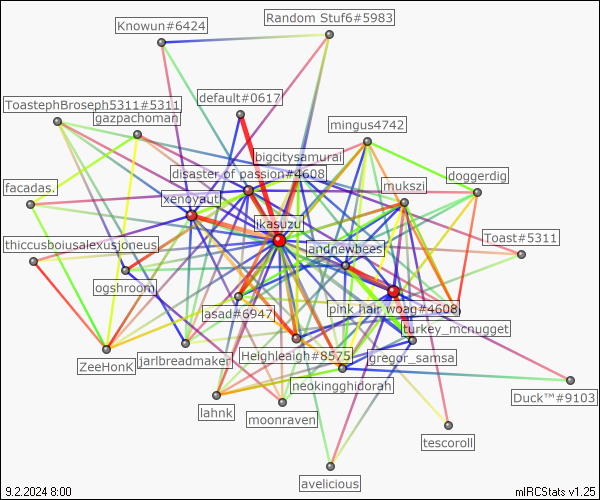 Random Stuf6#5983
Knowun#6424
default#0617
ToastephBroseph5311#5311
gazpachoman
mingus4742
bigcitysamurai
disaster of passion#4608
doggerdig
mukszi
facadas.
xenoyauti
ikasuzu
Toast#5311
thiccusboiusalexusjoneus
andnewbees
ogshroom
asad#6947
pink hair woag#4608
turkey_mcnugget
Heighleaigh#8575
gregor_samsa
ZeeHonK
jarlbreadmaker
neokingghidorah
Duck™#9103
lahnk
moonraven
tescoroll
avelicious
9.2.2024 8:00
mIRCStats v1.25